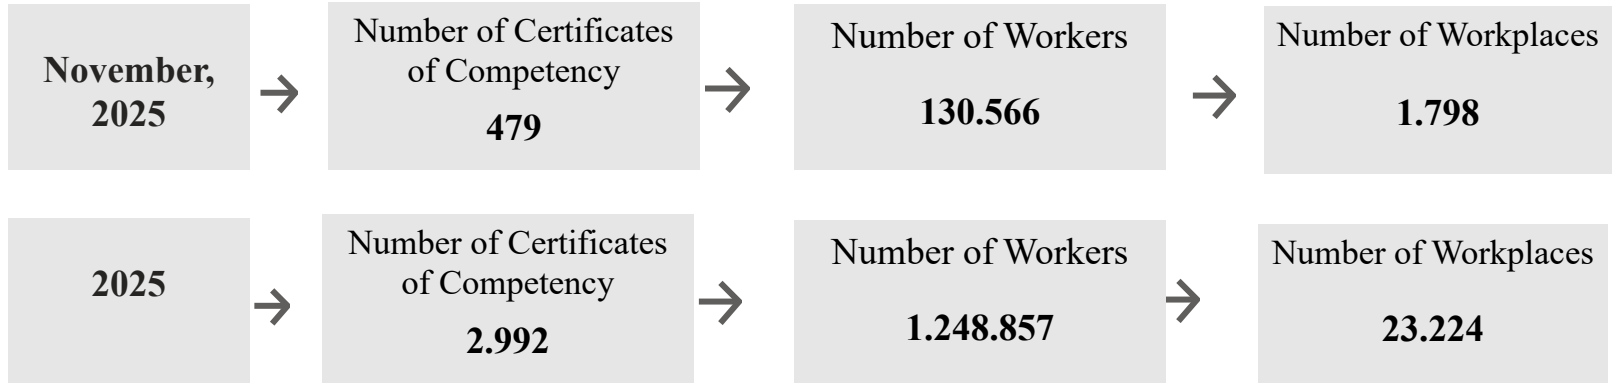 November,
2025
Number of Certificates
of Competency
479
Number of Workers
130.566
Number of Workplaces
1.798
2025
Number of Certificates
of Competency
2.992
Number of Workers
1.248.857
Number of Workplaces
23.224